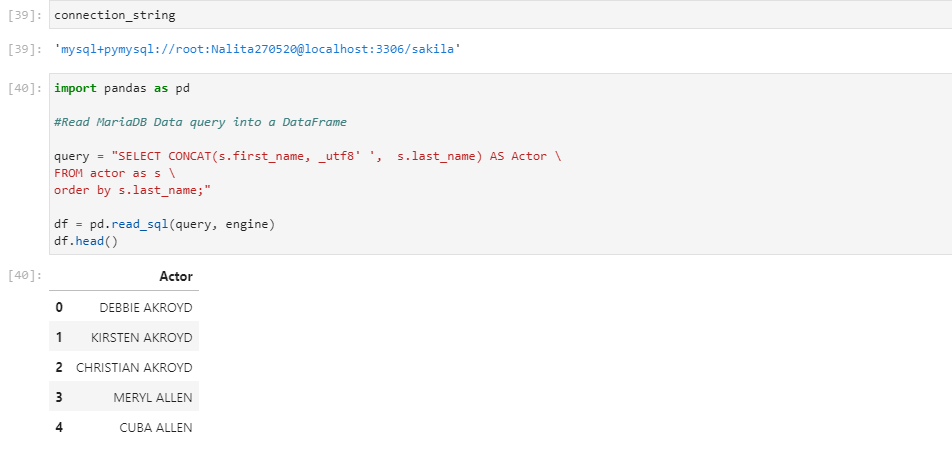 [39]: connection_string
[39]: 'mysql+pymysql://root:Nalita270520@localhost:3306/sakila'
[40]: import pandas as pd
#Read MariaDB Data query into a DataFrame
query = "SELECT CONCAT(s.first_name, _utf8' ',  s.last_name) AS Actor \
FROM actor as s \
order by s.last_name;"
df = pd.read_sql(query, engine)
df.head()
[40]: Actor
0 DEBBIE AKROYD
1 KIRSTEN AKROYD
2 CHRISTIAN AKROYD
3 MERYL ALLEN
4 CUBA ALLEN